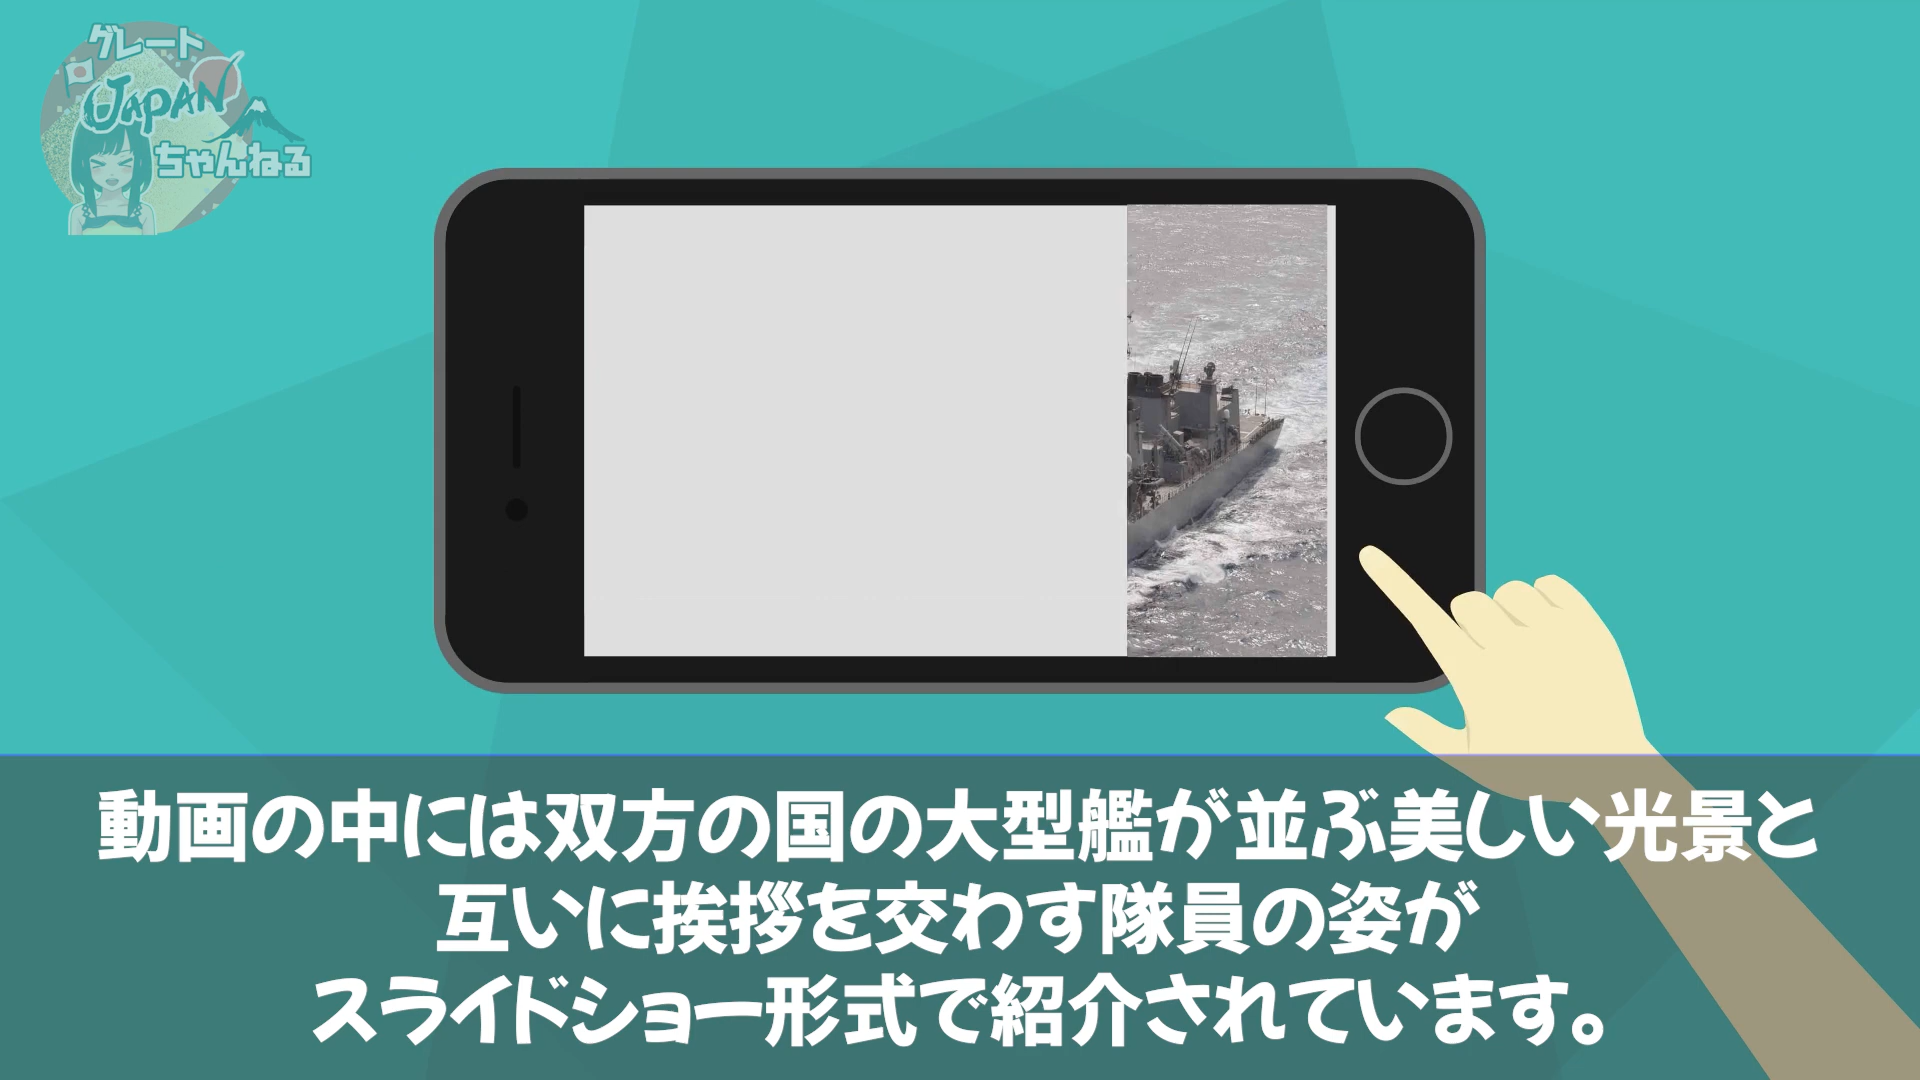 グレート
JAPAN
ちゃんねる
動画の中には双方の国の大型艦が並ぶ美しい光景と
互いに挨拶を交わす隊員の姿が
スライドショー形式で紹介されています。